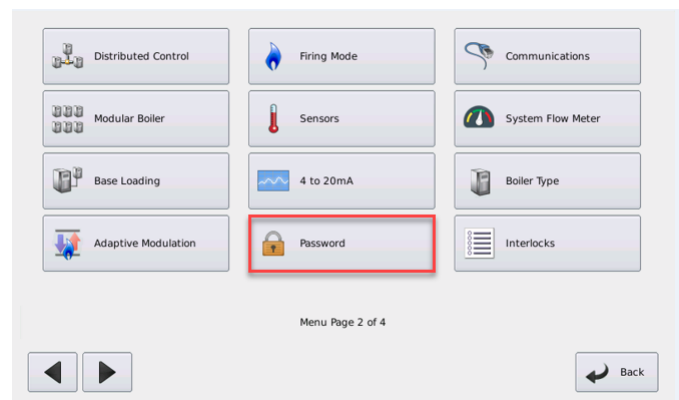 Distributed Control
Firing Mode
Communications
Modular Boiler
Sensors
System Flow Meter
Base Loading
4 to 20mA
Boiler Type
Adaptive Modulation
Password
Interlocks
Menu Page 2 of 4
Back